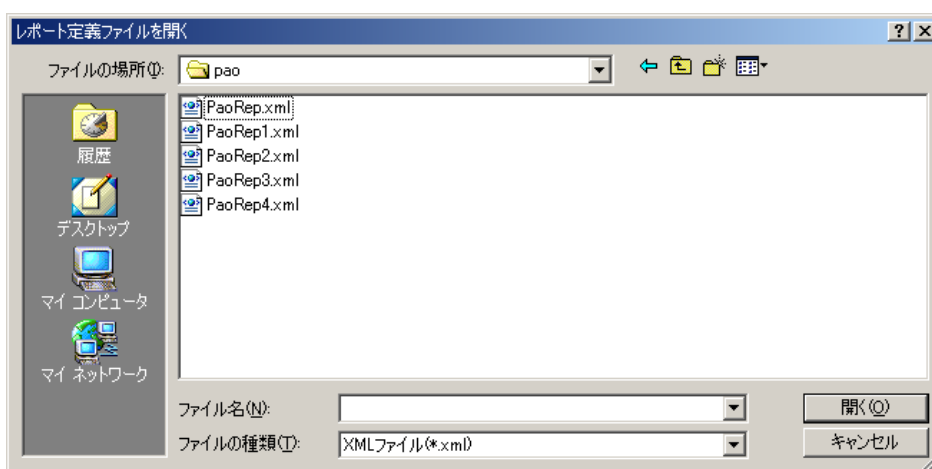 レポート定義ファイルを開く
ファイルの場所(I):
pao
履歴
デスクトップ
マイ コンピュータ
マイ ネットワーク
PaoRep.xml
PaoRep1.xml
PaoRep2.xml
PaoRep3.xml
PaoRep4.xml
ファイル名(N):
開く(O)
ファイルの種類(T):
XMLファイル(*.xml)
キャンセル